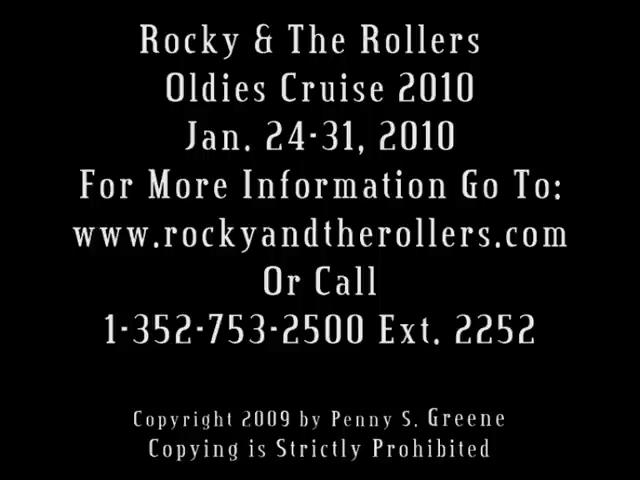 Rocky & The Rollers
Oldies Cruise 2010
Jan. 24-31, 2010
For More Information Go To:
www.rockyandtherollers.com
Or Call
1-352-753-2500 Ext. 2252
Copyright 2009 by Penny S. Greene
Copying is Strictly Prohibited